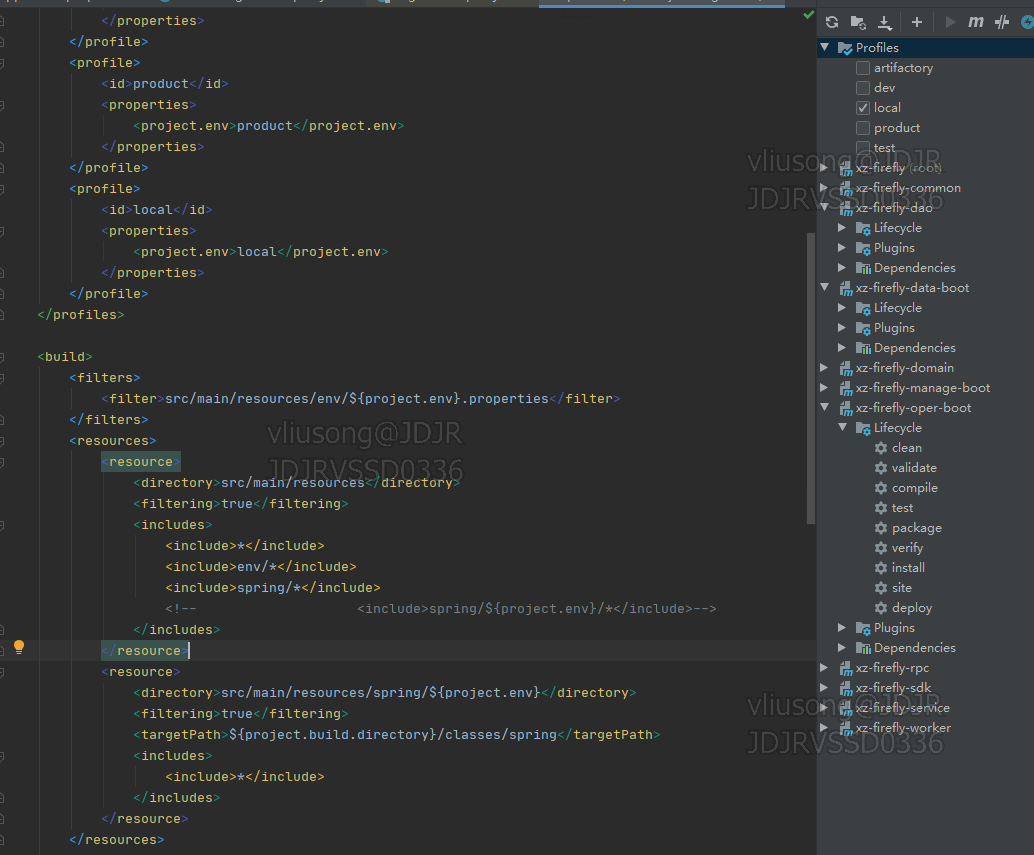 </properties>
</profile>
<profile>
<id>product</id>
<properties>
<project.env>product</project.env>
</properties>
</profile>
<profile>
<id>local</id>
<properties>
<project.env>local</project.env>
</properties>
</profile>
</profiles>
<build>
<filters>
<filter>src/main/resources/env/${project.env}.properties</filter>
</filters>
<resources>
<resource>
<directory>src/main/resources</directory>
<filtering>true</filtering>
<includes>
<include>*</include>
<include>env/*</include>
<include>spring/*</include>
<!-- <include>spring/${project.env}/*</include>-->
</includes>
</resource>
<resource>
<directory>src/main/resources/spring/${project.env}</directory>
<filtering>true</filtering>
<targetPath>${project.build.directory}/classes/spring</targetPath>
<includes>
<include>*</include>
</includes>
</resource>
</resources>
vliusong@JDJR
JDJRVSSD0336
Profiles
artifactory
dev
local
product
test
xz-firefly (root)
xz-firefly-common
xz-firefly-dao
Lifecycle
Plugins
Dependencies
xz-firefly-data-boot
Lifecycle
Plugins
Dependencies
xz-firefly-domain
xz-firefly-manage-boot
xz-firefly-oper-boot
Lifecycle
clean
validate
compile
test
package
verify
install
site
deploy
Plugins
Dependencies
xz-firefly-rpc
xz-firefly-sdk
xz-firefly-service
xz-firefly-worker
vliusong@JDJR
JDJRVSSD0336
vliusong@JDJR
JDJRVSSD0336